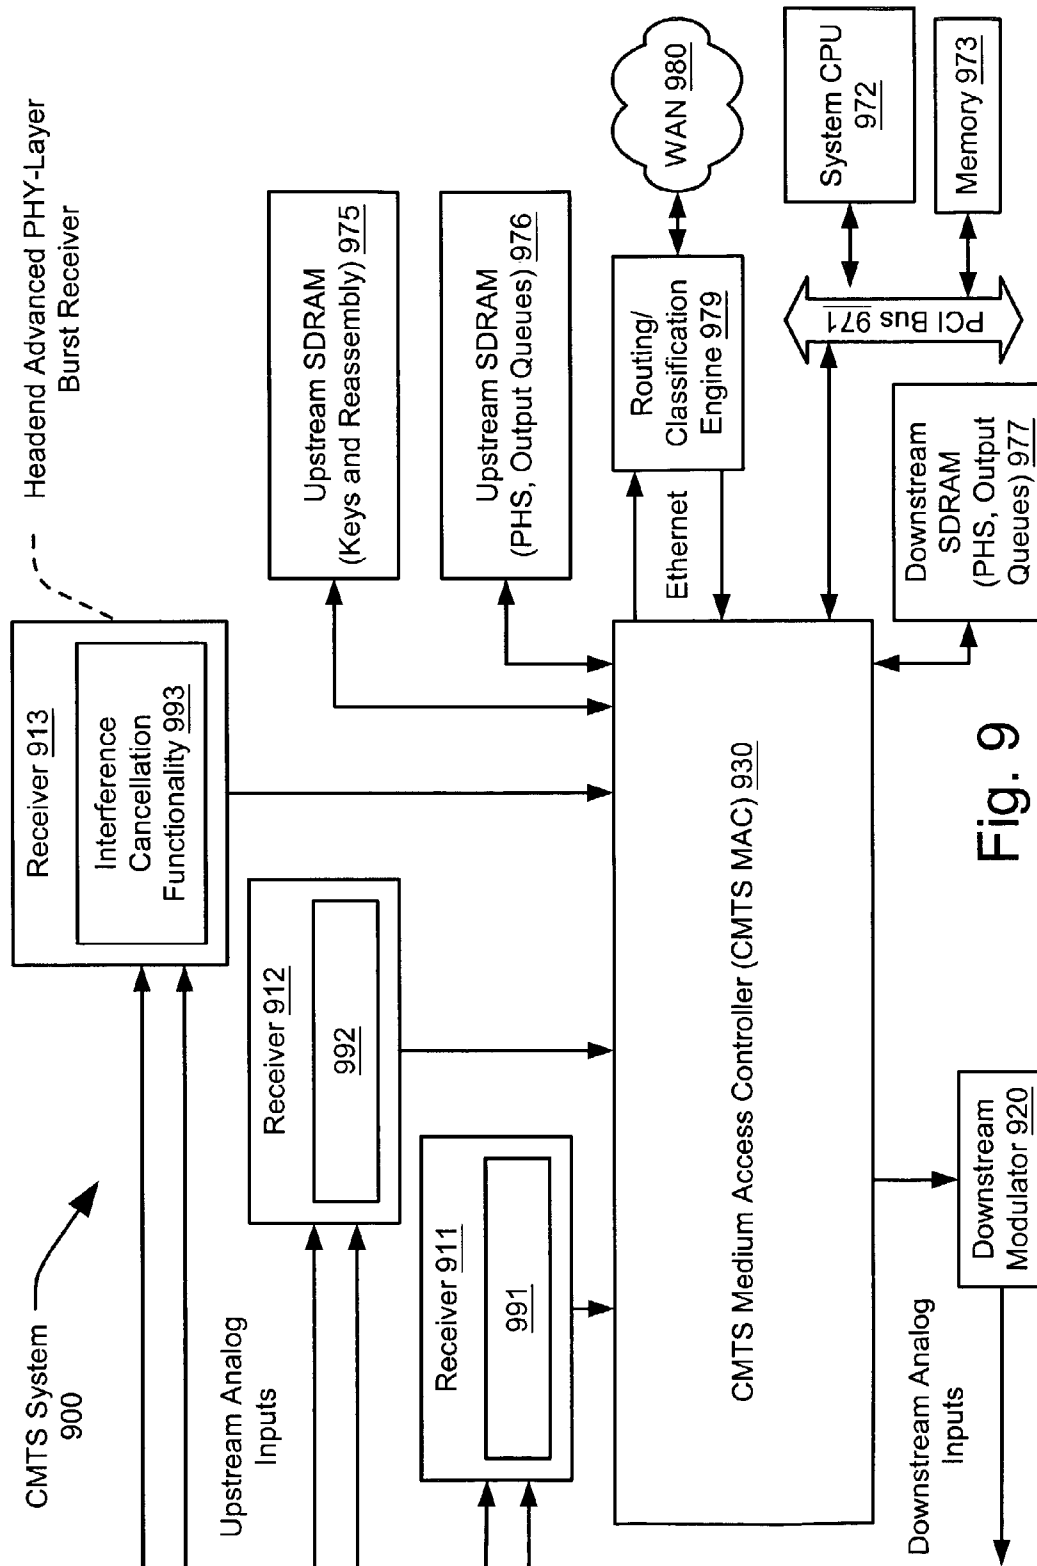 CMTS System
900
Headend Advanced PHY-Layer
Burst Receiver
Receiver 913
Interference
Cancellation
Functionality 993
Upstream Analog
Inputs
Receiver 912
992
Receiver 911
991
Upstream SDRAM
(Keys and Reassembly) 975
Upstream SDRAM
(PHS, Output Queues) 976
CMTS Medium Access Controller (CMTS MAC) 930
Ethernet
Routing/
Classification
Engine 979
WAN 980
System CPU
972
Memory 973
PCI Bus 971
Downstream
SDRAM
(PHS, Output
Queues) 977
Downstream
Modulator 920
Downstream Analog
Inputs
Fig. 9